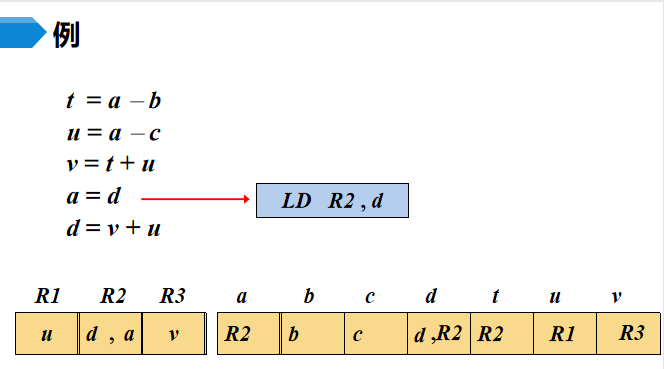 例
t = a – b
u = a – c
v = t + u
a = d
LD R2 , d
d = v + u
R1 R2 R3 a b c d t u v
u d , a v R2 b c d ,R2 R2 R1 R3